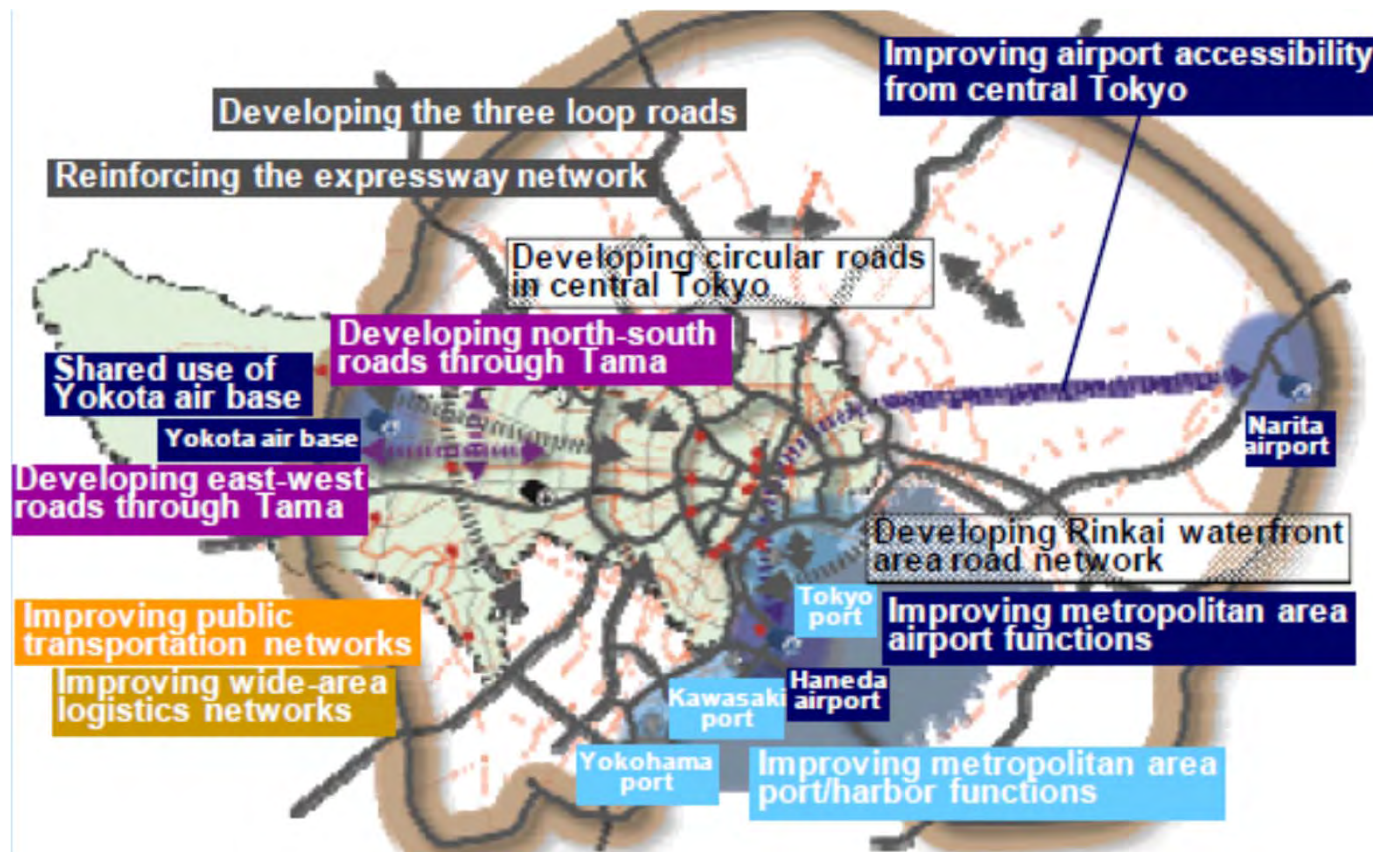 Improving airport accessibility
from central Tokyo
Developing the three loop roads
Reinforcing the expressway network
Developing circular roads
in central Tokyo
Developing north-south
roads through Tama
Shared use of
Yokota air base
Yokota air base
Narita
airport
Developing east-west
roads through Tama
Developing Rinkai waterfront
area road network
Tokyo
port
Improving public
transportation networks
Improving metropolitan area
airport functions
Improving wide-area
logistics networks
Kawasaki
port
Haneda
airport
Yokohama
port
Improving metropolitan area
port/harbor functions